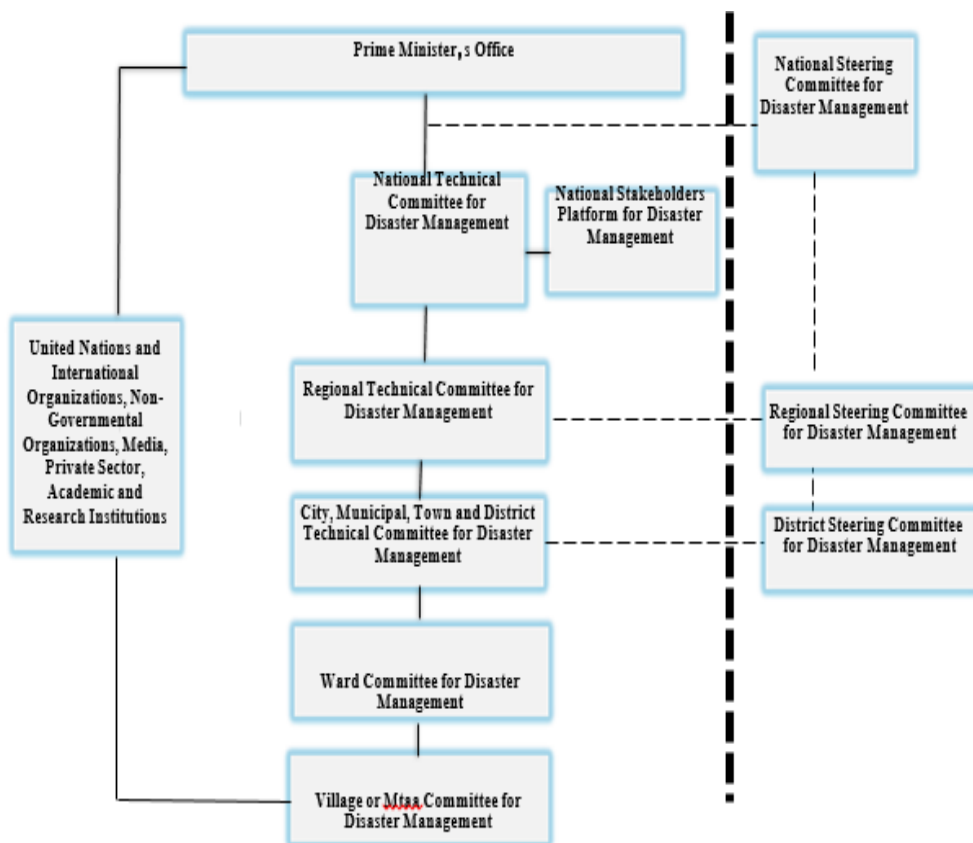 Prime Minister,s Office
National Steering
Committee for
Disaster Management
National Technical
Committee for
Disaster Management
National Stakeholders
Platform for Disaster
Management
United Nations and
International
Organizations, Non-
Governmental
Organizations, Media,
Private Sector,
Academic and
Research Institutions
Regional Technical Committee for
Disaster Management
Regional Steering Committee
for Disaster Management
City, Municipal, Town and District
Technical Committee for Disaster
Management
District Steering Committee
for Disaster Management
Ward Committee for Disaster
Management
Village or Mtaa Committee for
Disaster Management